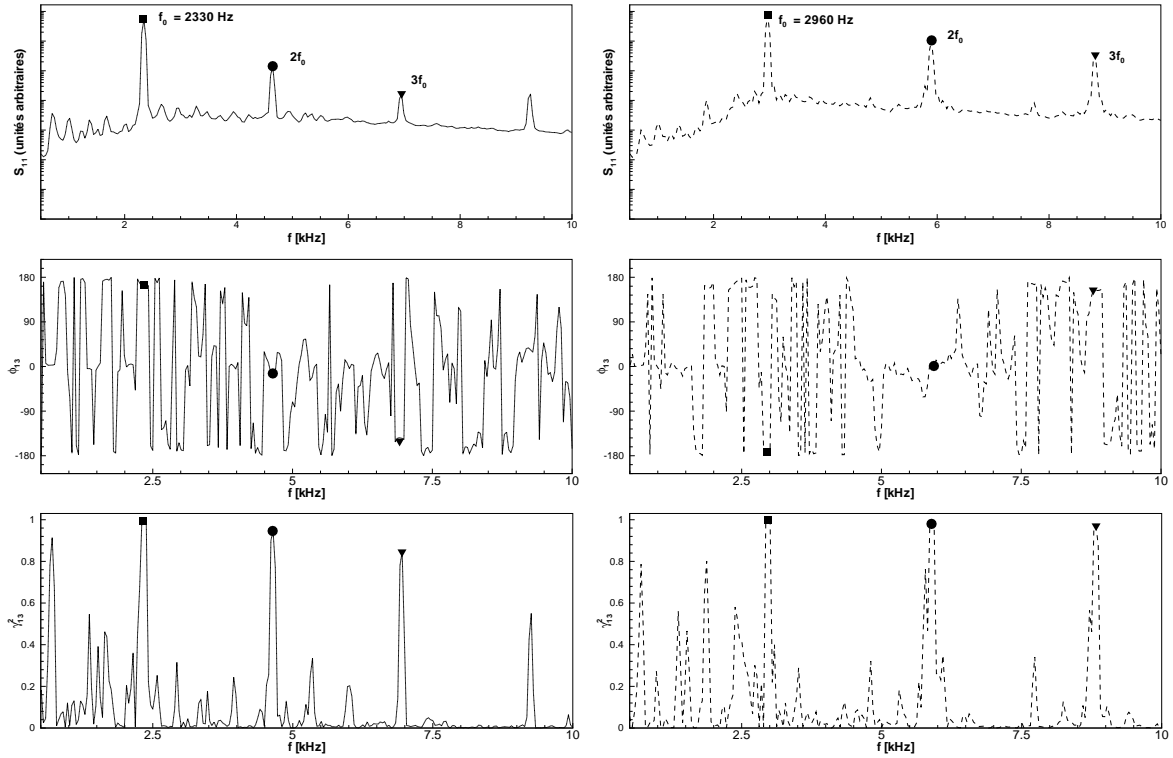 f₀ = 2330 Hz
2f₀
3f₀
S₁₁ (unités arbitraires)
2 4 6 8 10
f [kHz]
f₀ = 2960 Hz
2f₀
3f₀
S₁₁ (unités arbitraires)
2 4 6 8 10
f [kHz]
180
90
0
-90
-180
ϕ₁₃
2.5 5 7.5 10
f [kHz]
180
90
0
-90
-180
ϕ₁₃
2.5 5 7.5 10
f [kHz]
1
0.8
0.6
0.4
0.2
0
γ²₁₃
2.5 5 7.5 10
f [kHz]
1
0.8
0.6
0.4
0.2
0
γ²₁₃
2.5 5 7.5 10
f [kHz]